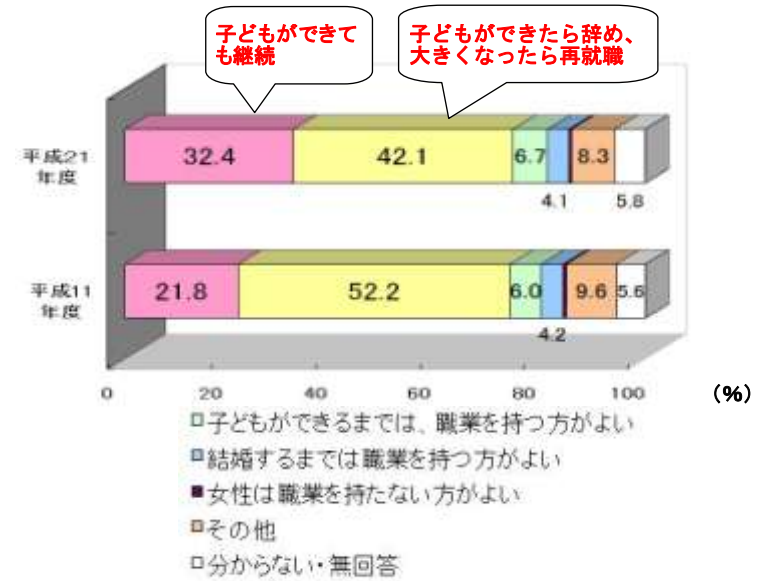 子どもができて
も継続
子どもができたら辞め、
大きくなったら再就職
平成21
年度
32.4
42.1
6.7
8.3
4.1
5.8
平成11
年度
21.8
52.2
6.0
9.6
5.6
4.2
0
20
40
60
80
100
(%)
子どもができるまでは、職業を持つ方がよい
結婚するまでは職業を持つ方がよい
女性は職業を持たない方がよい
その他
分からない・無回答